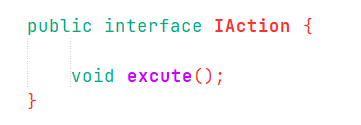 public interface IAction {
void excute();
}